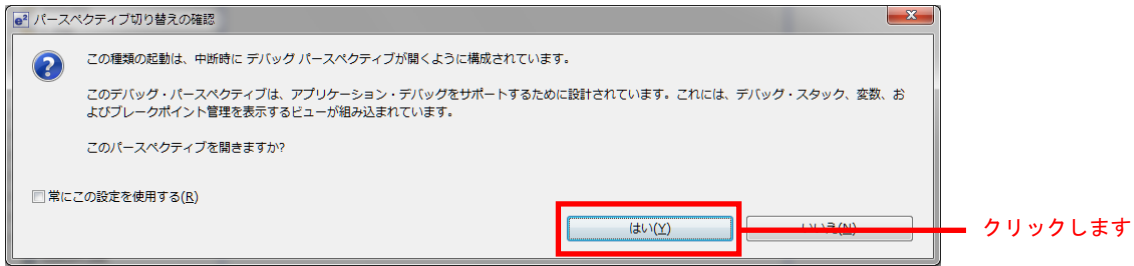 e² パースペクティブ切り替えの確認
この種類の起動は、中断時に デバッグ パースペクティブが開くように構成されています。
このデバッグ・パースペクティブは、アプリケーション・デバッグをサポートするために設計されています。これには、デバッグ・スタック、変数、お
よびブレークポイント管理を表示するビューが組み込まれています。
このパースペクティブを開きますか?
常にこの設定を使用する(R)
はい(Y)
いいえ(N)
クリックします